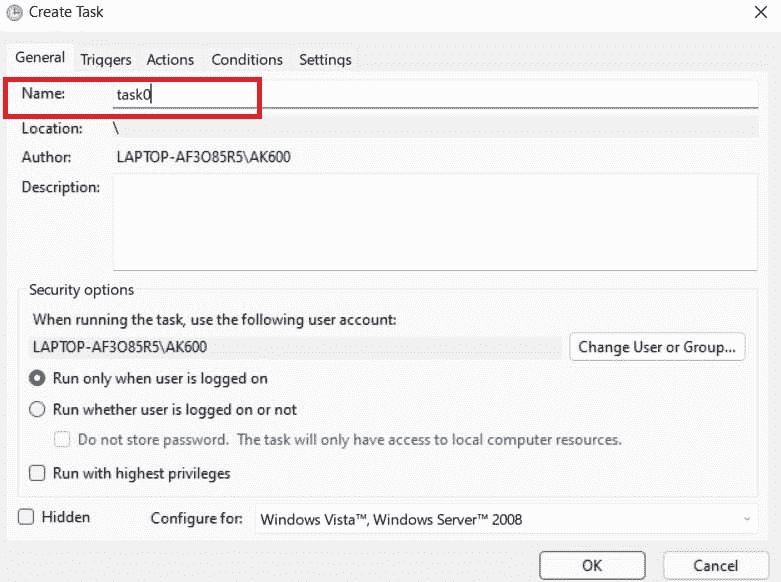 Create Task
General Triggers Actions Conditions Settings
Name: task0
Location: \
Author: LAPTOP-AF3O85R5\AK600
Description:
Security options
When running the task, use the following user account:
LAPTOP-AF3O85R5\AK600 Change User or Group...
Run only when user is logged on
Run whether user is logged on or not
Do not store password. The task will only have access to local computer resources.
Run with highest privileges
Hidden Configure for: Windows Vista™, Windows Server™ 2008
OK Cancel